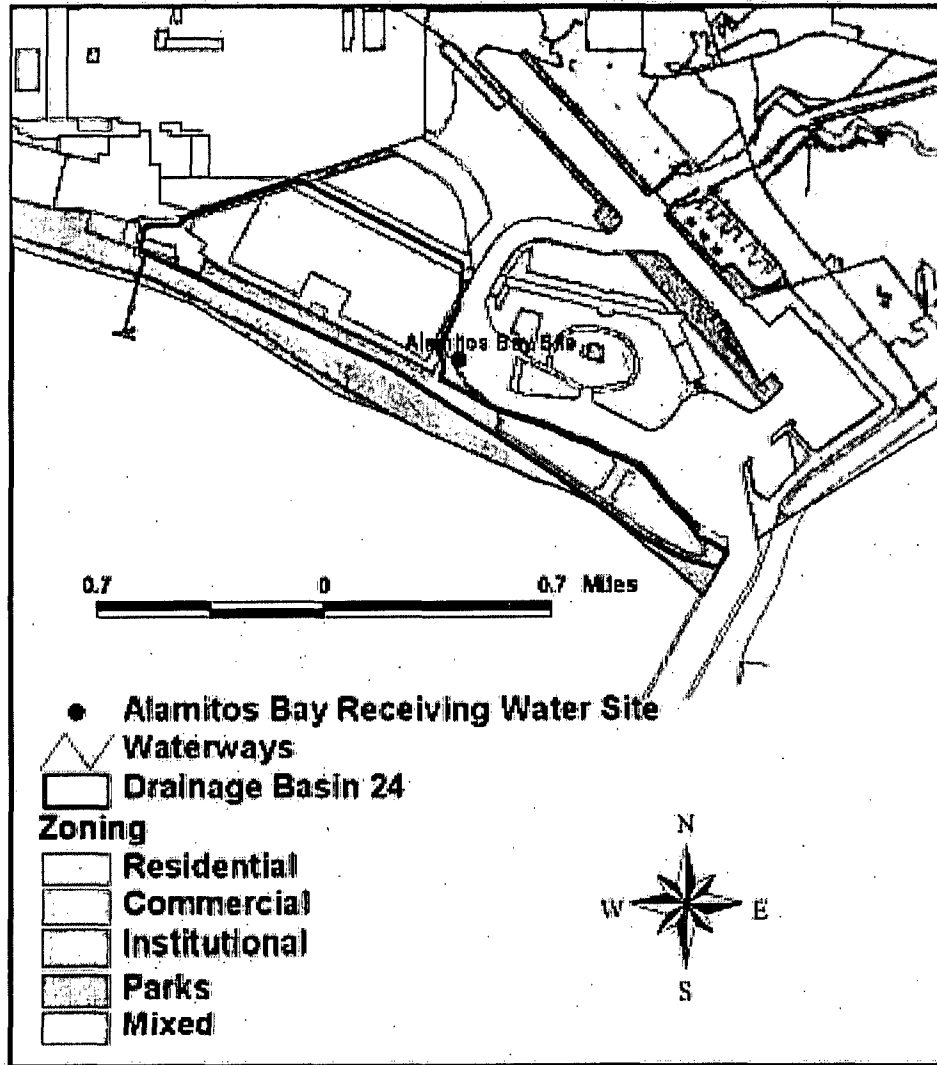 Alamitos Bay Site
0.7 0 0.7 Miles
Alamitos Bay Receiving Water Site
Waterways
Drainage Basin 24
Zoning
Residential
Commercial
Institutional
Parks
Mixed
N
W E
S